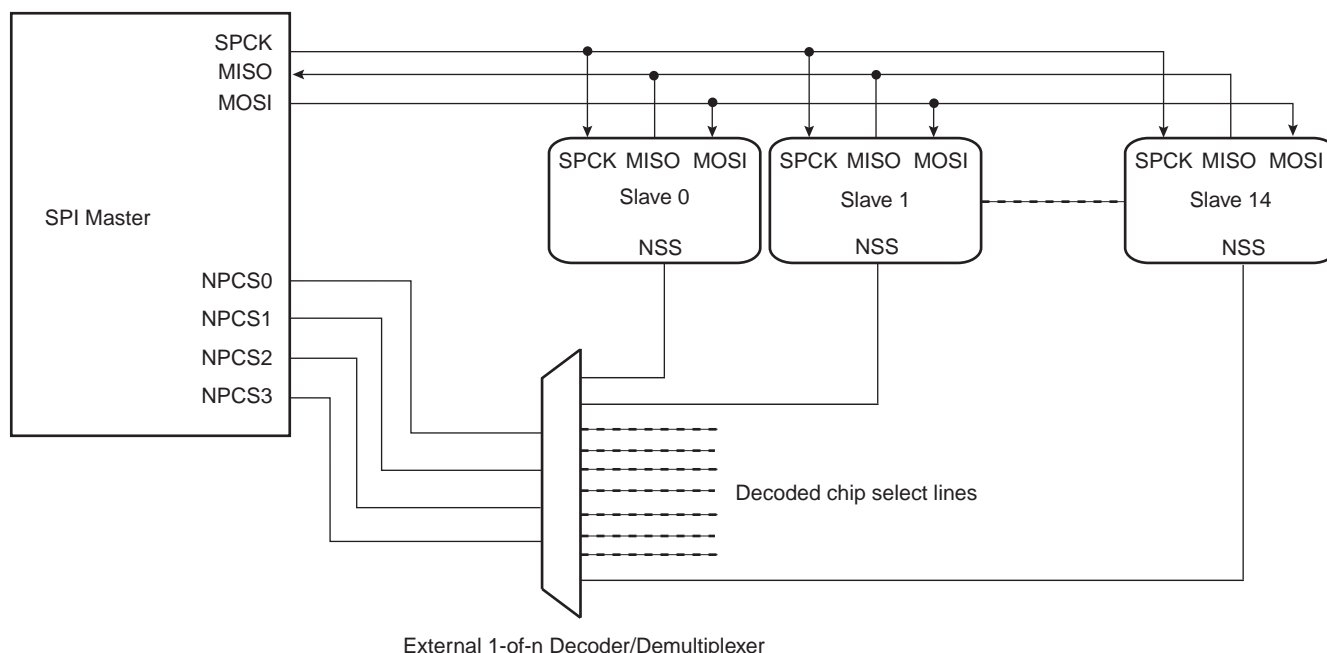 SPCK
MISO
MOSI
SPI Master
NPCS0
NPCS1
NPCS2
NPCS3
SPCK MISO MOSI
Slave 0
NSS
SPCK MISO MOSI
Slave 1
NSS
SPCK MISO MOSI
Slave 14
NSS
Decoded chip select lines
External 1-of-n Decoder/Demultiplexer